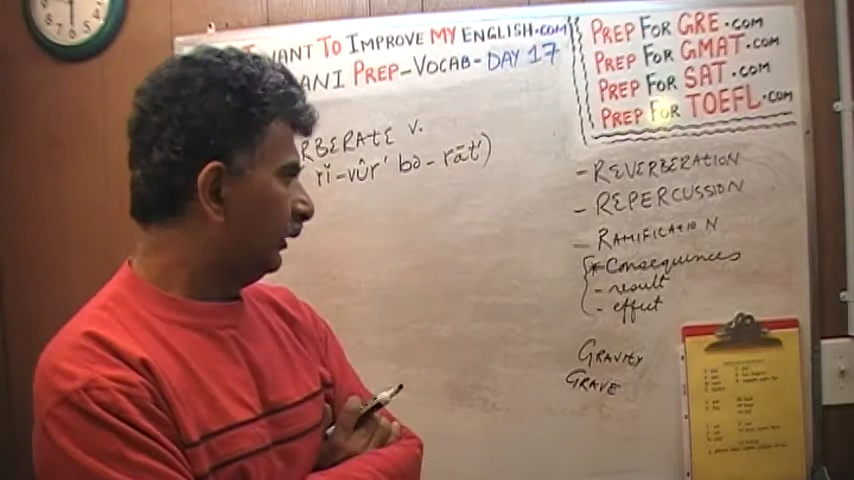 WANT TO IMPROVE MY ENGLISH.COM
ANI PREP-VOCAB- DAY 17
PREP FOR GRE.COM
PREP FOR GMAT.COM
PREP FOR SAT.COM
PREP FOR TOEFL.COM
RBERATE V.
rĭ-vûr' bə-rāt')
- REVERBERATION
- REPERCUSSION
- RAMIFICATION
* Consequences
- result
- effect
GRAVITY
GRAVE